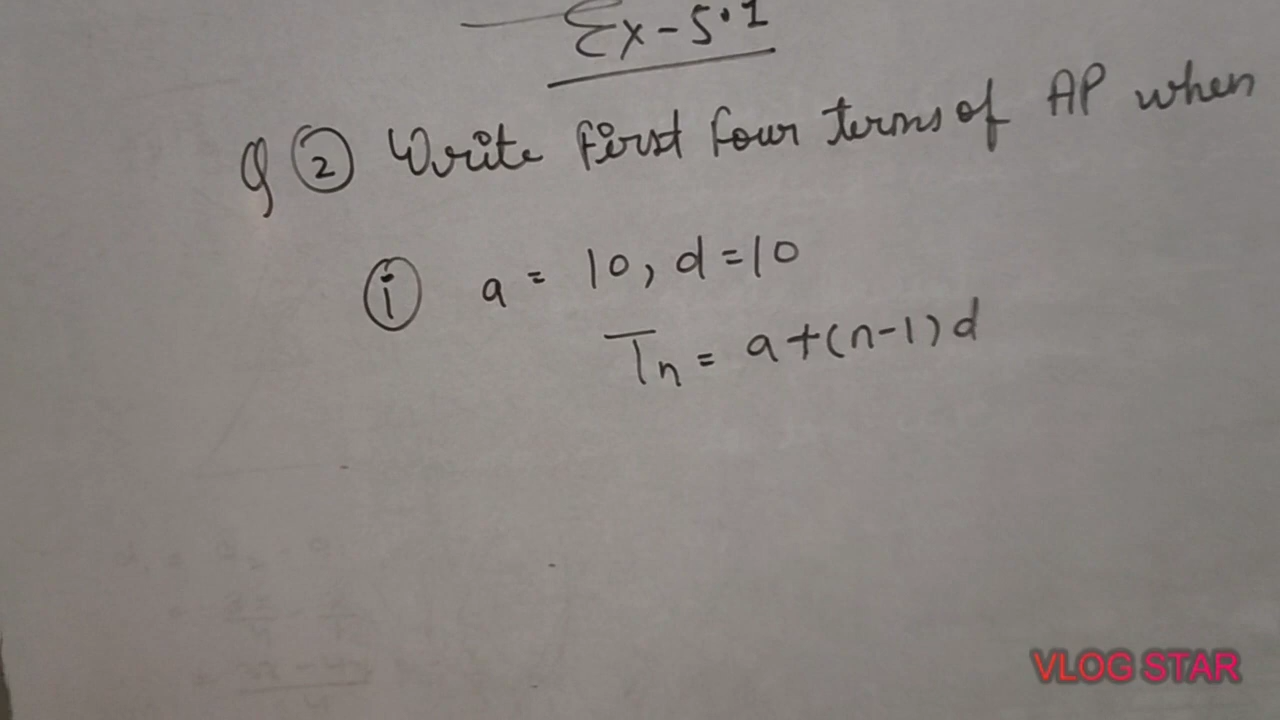 Ex-5.1
Q ② Write first four terms of AP when
ⓘ a = 10, d = 10
Tn = a+(n-1)d
VLOG STAR